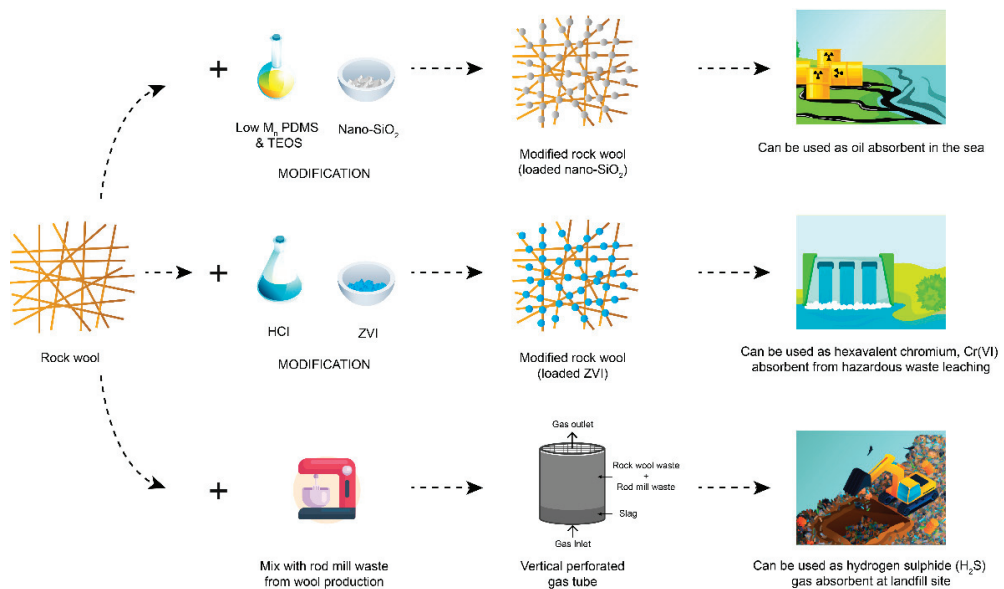 +
Low Mₙ PDMS
& TEOS
Nano-SiO₂
MODIFICATION
Modified rock wool
(loaded nano-SiO₂)
Can be used as oil absorbent in the sea
Rock wool
+
HCl
ZVI
MODIFICATION
Modified rock wool
(loaded ZVI)
Can be used as hexavalent chromium, Cr(VI)
absorbent from hazardous waste leaching
+
Mix with rod mill waste
from wool production
Gas outlet
Rock wool waste
+
Rod mill waste
Slag
Gas Inlet
Vertical perforated
gas tube
Can be used as hydrogen sulphide (H₂S)
gas absorbent at landfill site